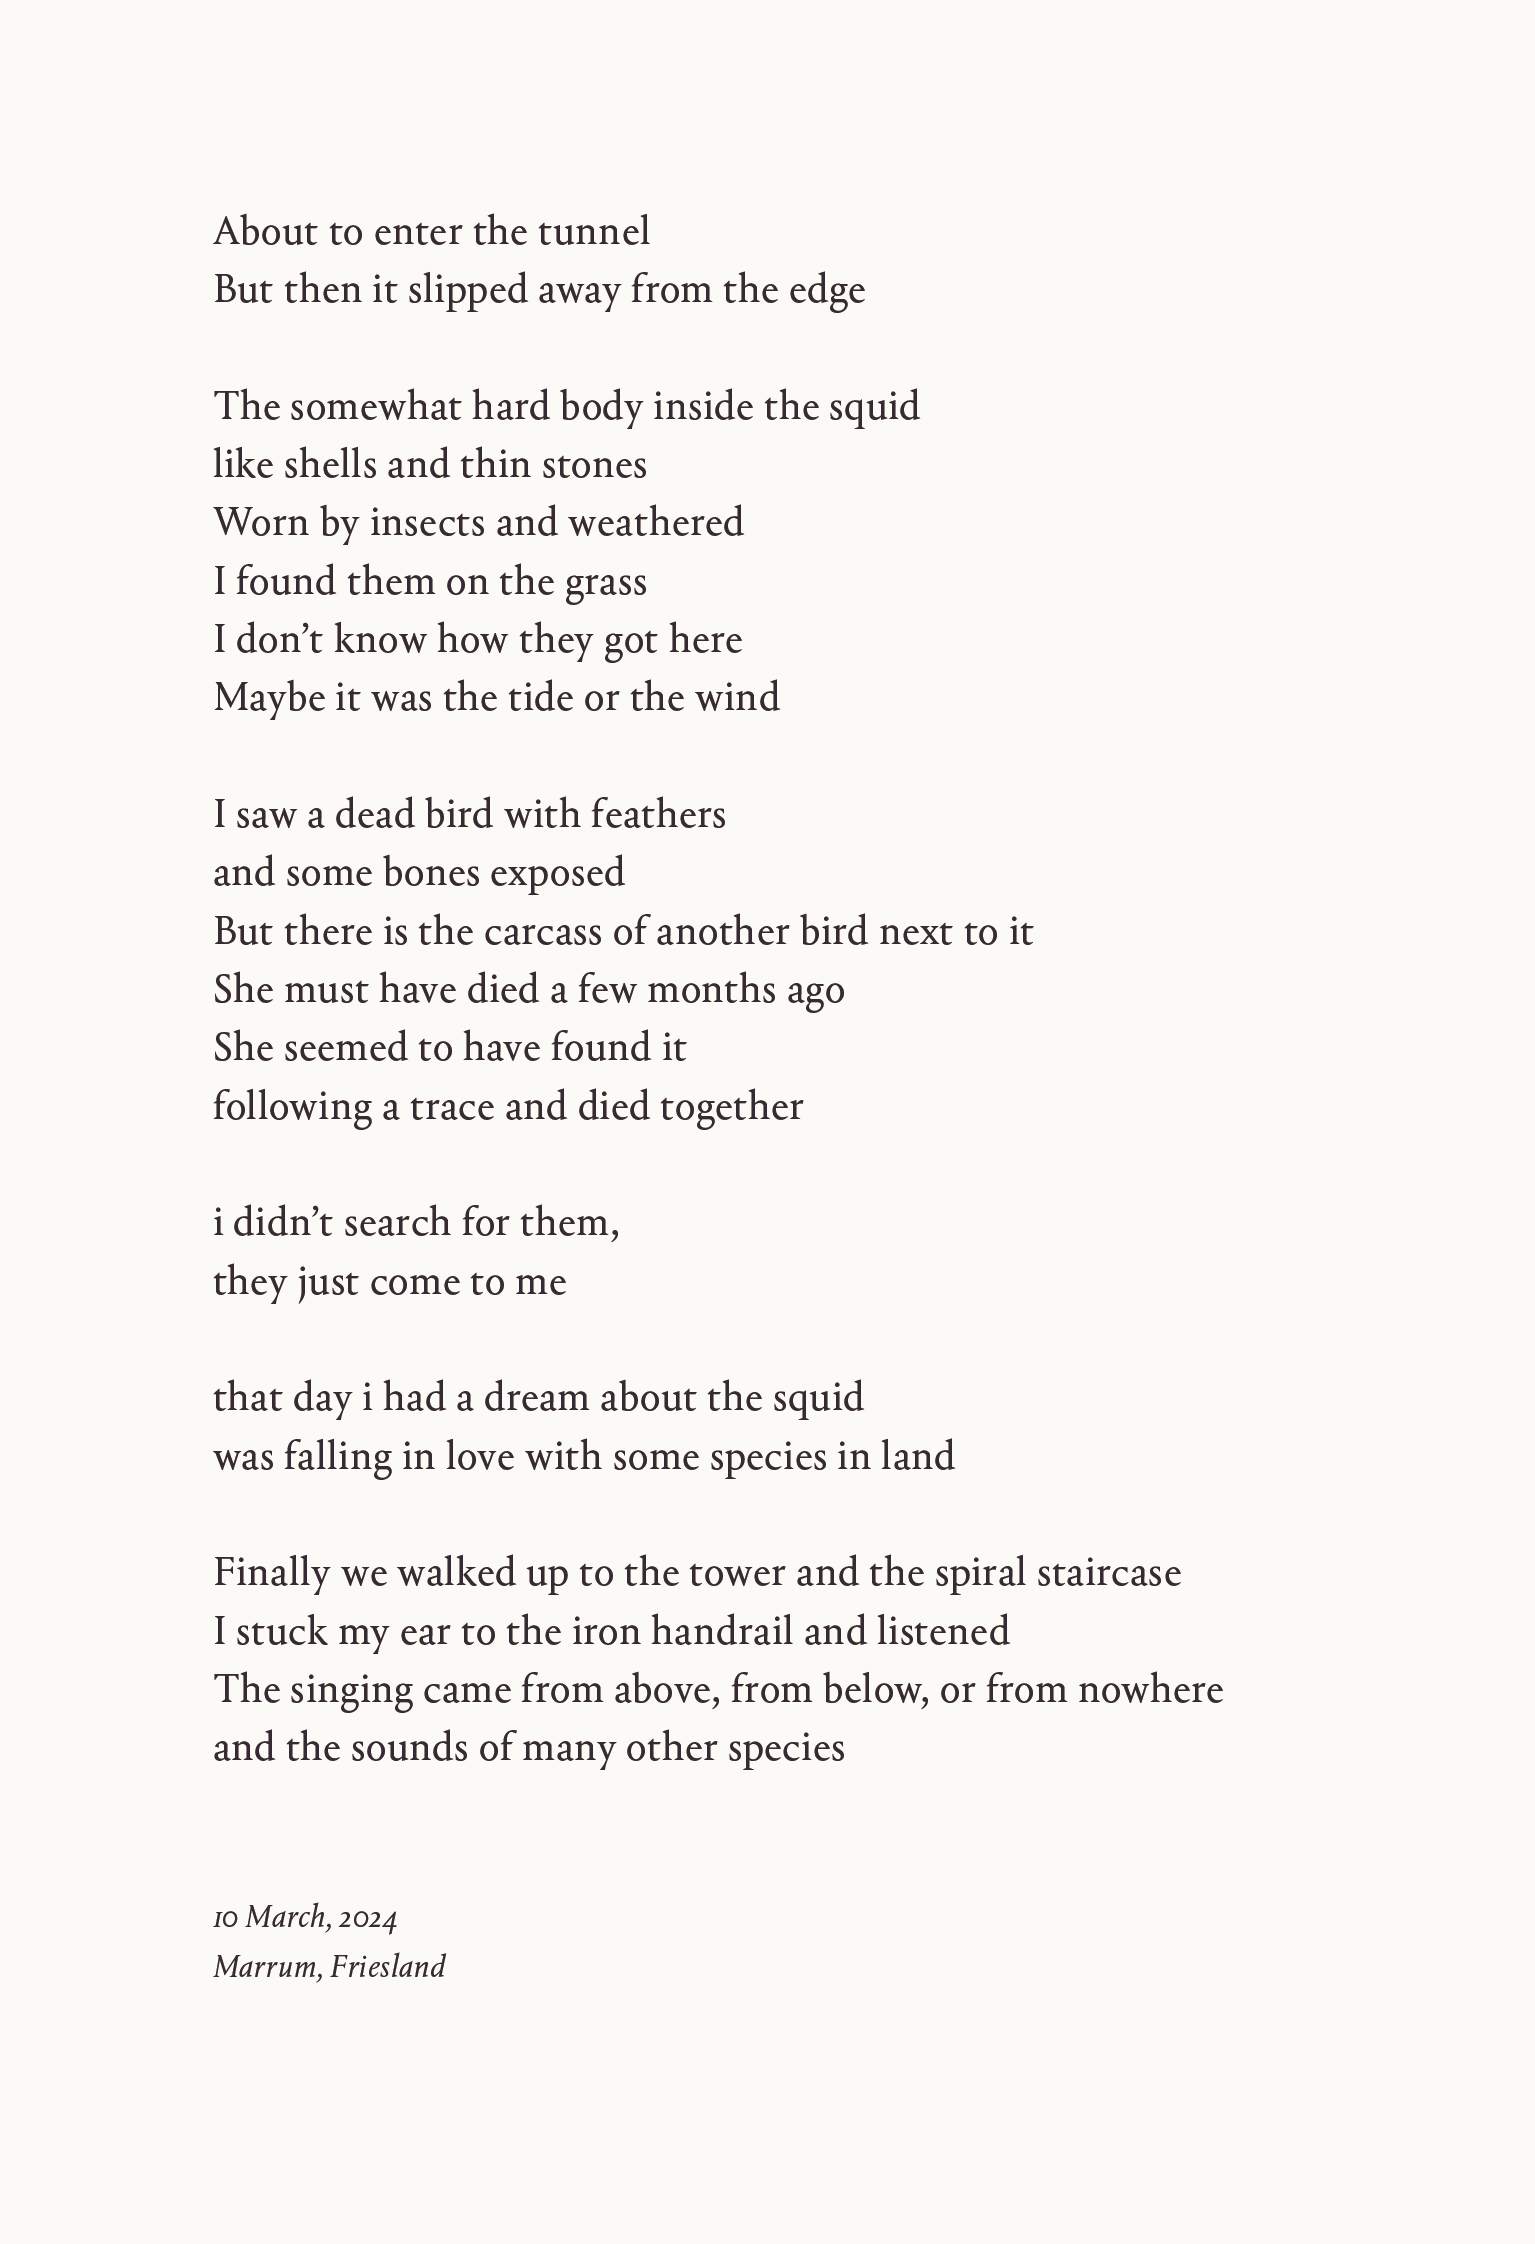 About to enter the tunnel
But then it slipped away from the edge
The somewhat hard body inside the squid
like shells and thin stones
Worn by insects and weathered
I found them on the grass
I don’t know how they got here
Maybe it was the tide or the wind
I saw a dead bird with feathers
and some bones exposed
But there is the carcass of another bird next to it
She must have died a few months ago
She seemed to have found it
following a trace and died together
i didn’t search for them,
they just come to me
that day i had a dream about the squid
was falling in love with some species in land
Finally we walked up to the tower and the spiral staircase
I stuck my ear to the iron handrail and listened
The singing came from above, from below, or from nowhere
and the sounds of many other species
10 March, 2024
Marrum, Friesland